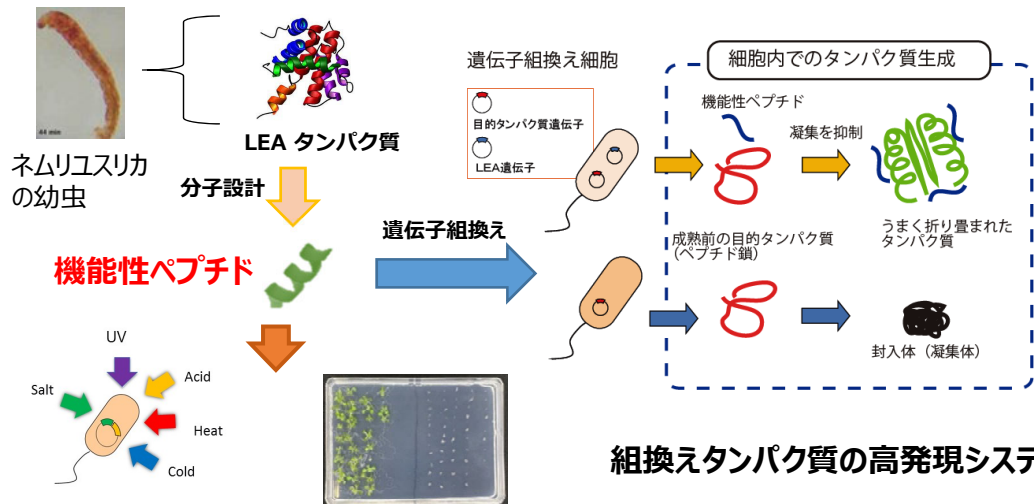 44 min
ネムリユスリカ
の幼虫
LEA タンパク質
分子設計
機能性ペプチド
遺伝子組換え
遺伝子組換え細胞
目的タンパク質遺伝子
LEA遺伝子
細胞内でのタンパク質生成
機能性ペプチド
凝集を抑制
成熟前の目的タンパク質
(ペプチド鎖)
うまく折り畳まれた
タンパク質
封入体（凝集体）
UV
Salt
Acid
Heat
Cold
組換えタンパク質の高発現システ